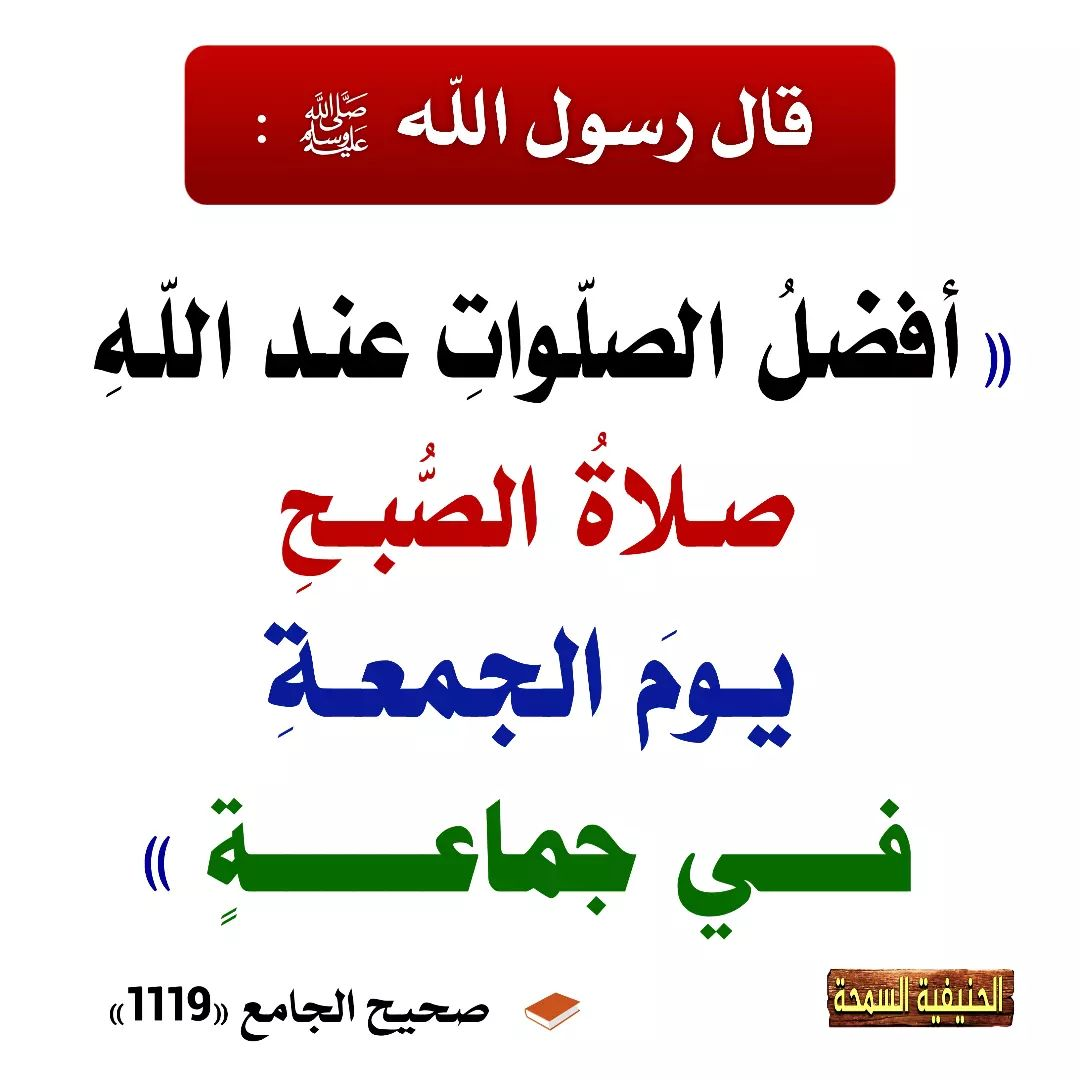 قال رسول الله ﷺ :
(( أفضلُ الصلّواتِ عند اللّهِ
صلاةُ الصُّبحِ
يومَ الجمعةِ
في جماعةٍ ))
صحيح الجامع ((1119))
الحنيفية السمحة